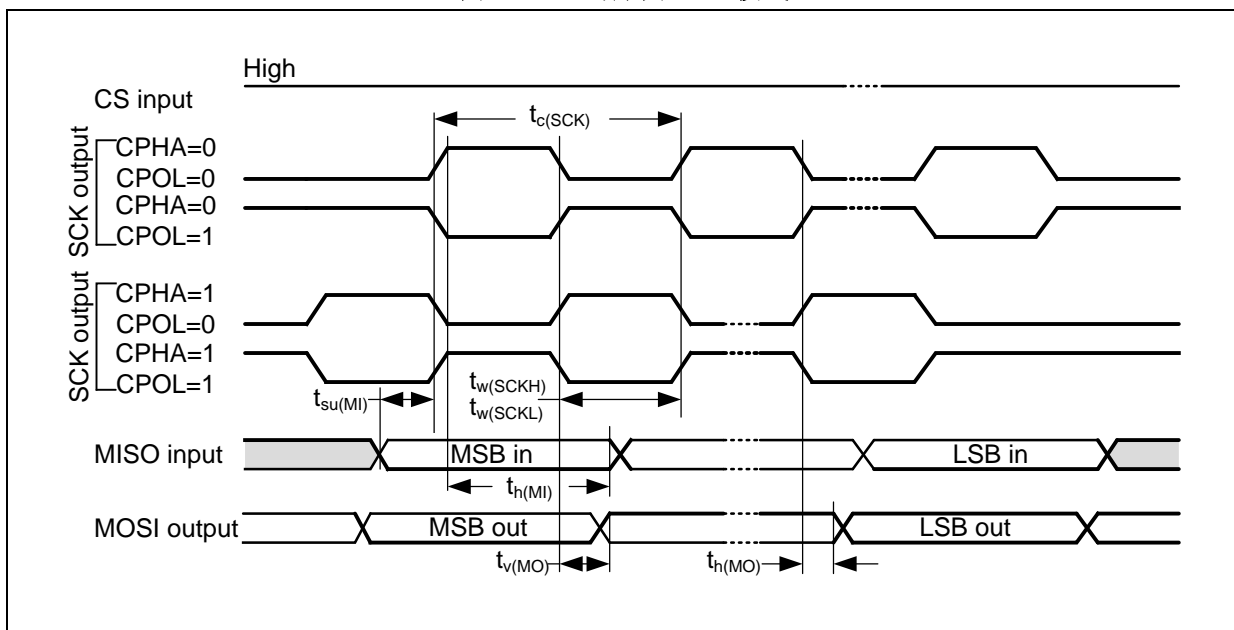 High
CS input
tc(SCK)
SCK output
CPHA=0
CPOL=0
CPHA=0
CPOL=1
SCK output
CPHA=1
CPOL=0
CPHA=1
CPOL=1
tsu(MI)
tw(SCKH)
tw(SCKL)
MISO input
MSB in
LSB in
th(MI)
MOSI output
MSB out
LSB out
tv(MO)
th(MO)